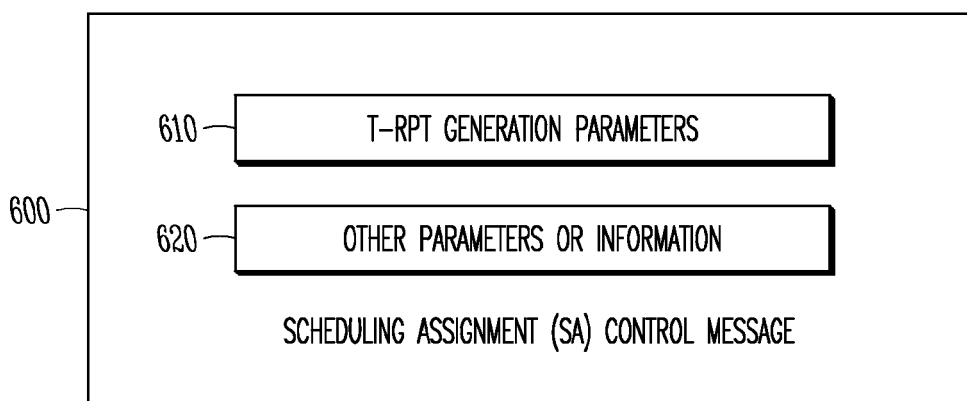 610
T-RPT GENERATION PARAMETERS
600
620
OTHER PARAMETERS OR INFORMATION
SCHEDULING ASSIGNMENT (SA) CONTROL MESSAGE